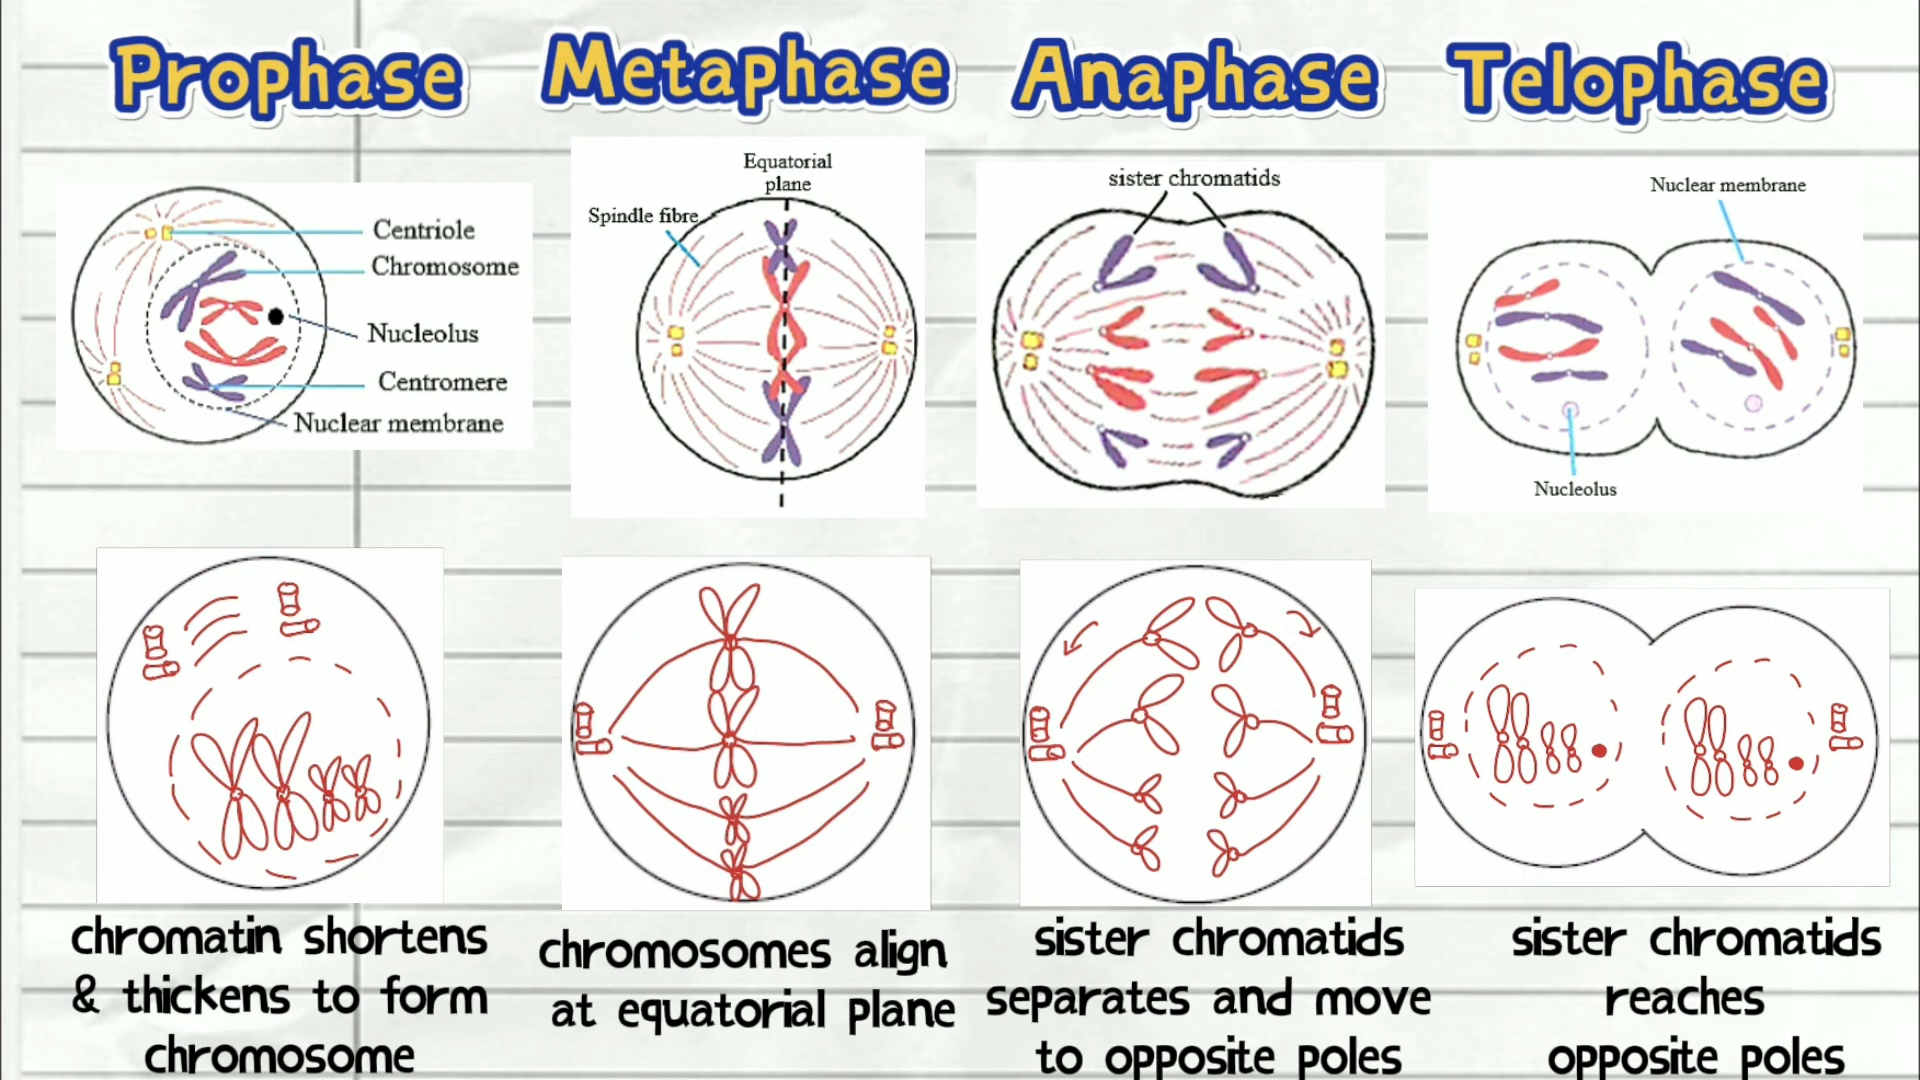 Prophase
Metaphase
Anaphase
Telophase
Centriole
Chromosome
Nucleolus
Centromere
Nuclear membrane
Equatorial
plane
Spindle fibre
sister chromatids
Nuclear membrane
Nucleolus
chromatin shortens
& thickens to form
chromosome
chromosomes align
at equatorial plane
sister chromatids
separates and move
to opposite poles
sister chromatids
reaches
opposite poles